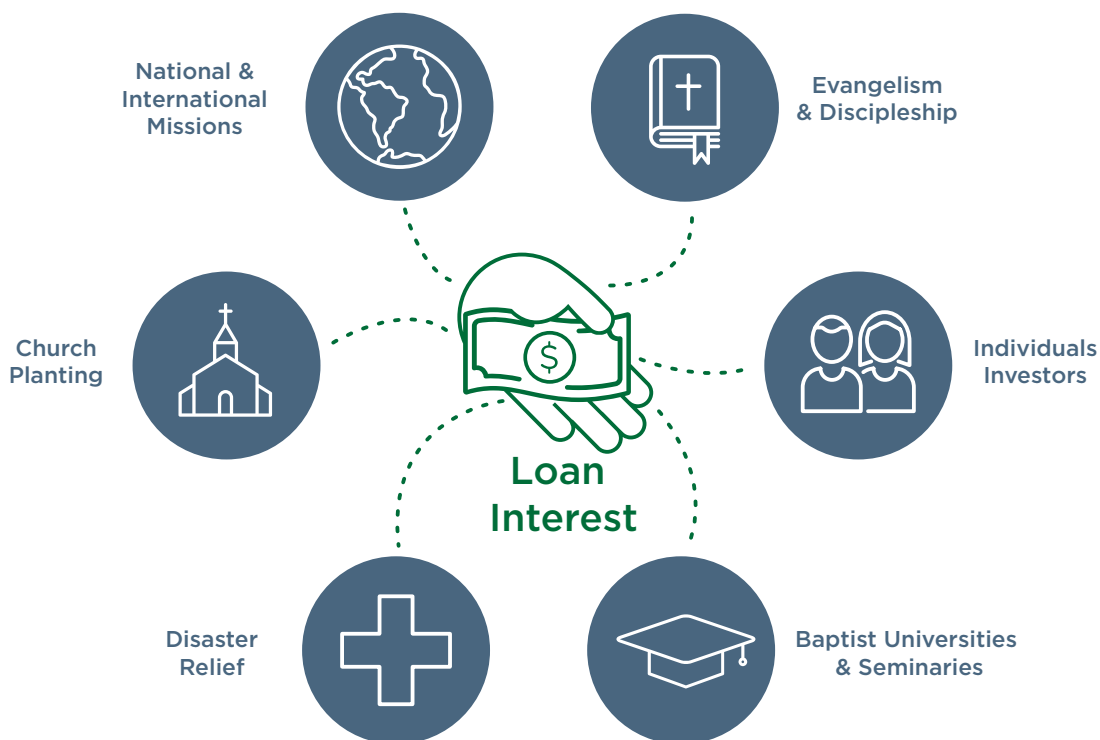 National &
International
Missions
Evangelism
& Discipleship
Church
Planting
$
Individuals
Investors
Loan
Interest
Disaster
Relief
Baptist Universities
& Seminaries